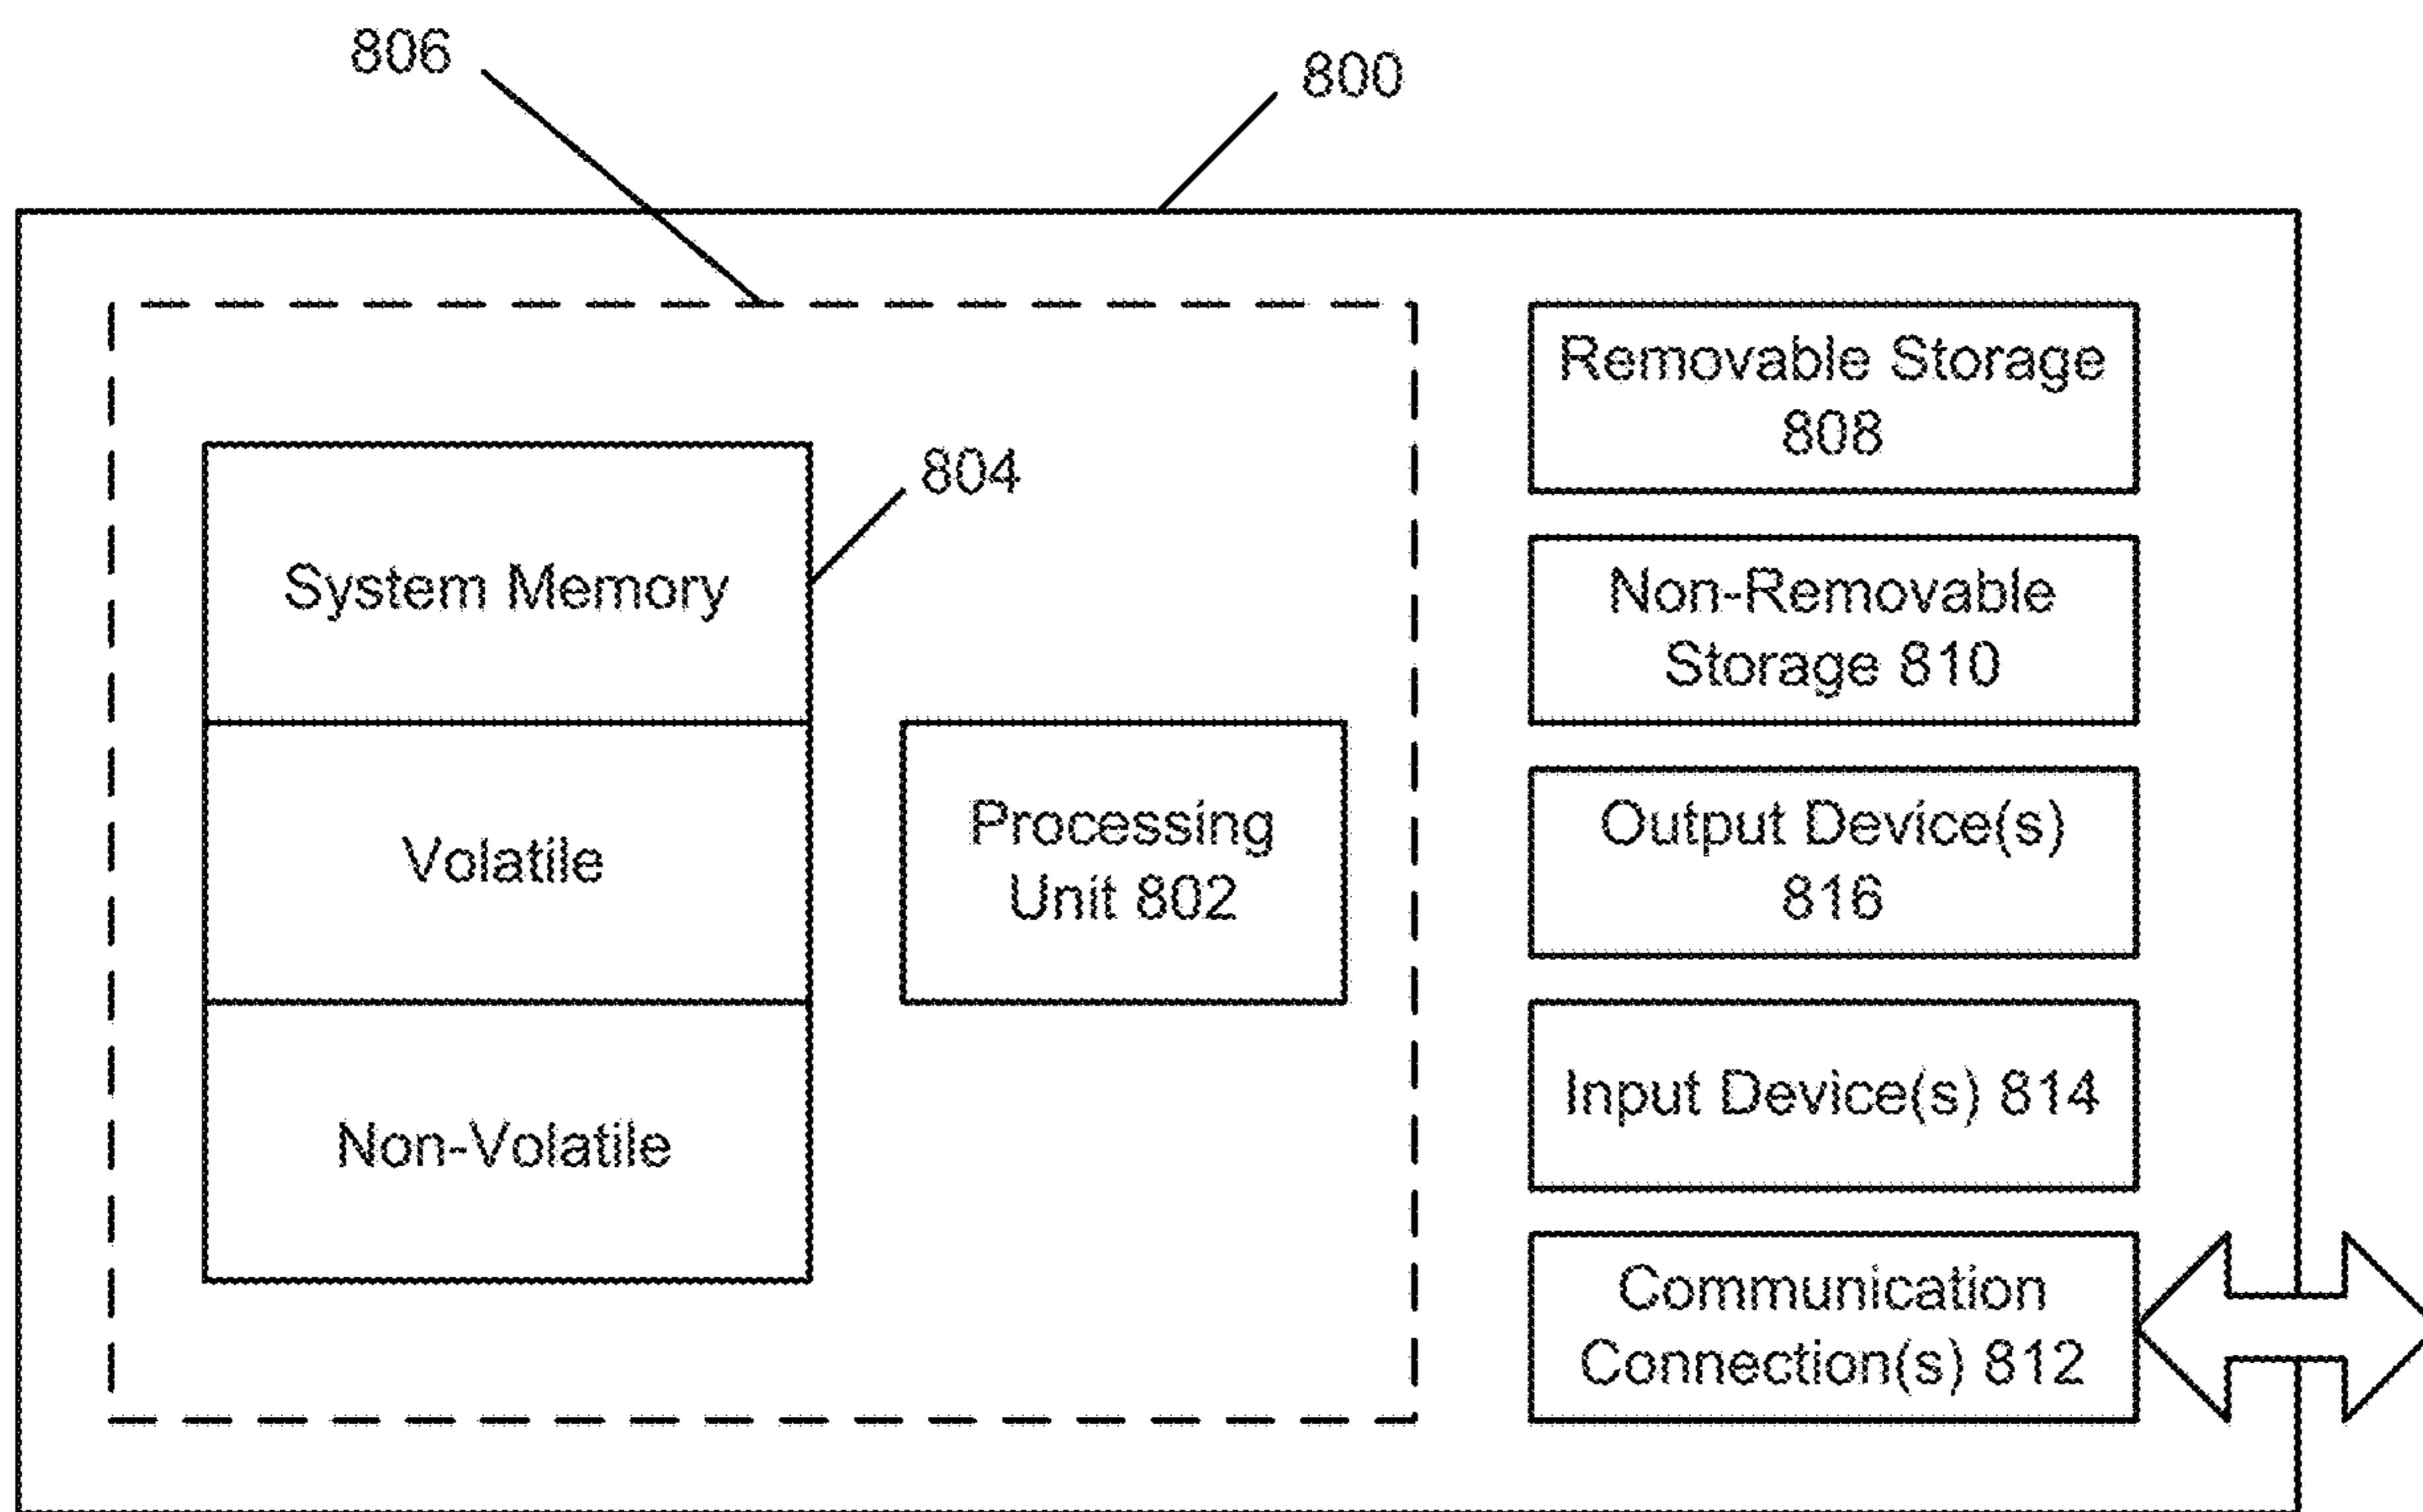 806
800
804
System Memory
Volatile
Non-Volatile
Processing
Unit 802
Removable Storage
808
Non-Removable
Storage 810
Output Device(s)
816
Input Device(s) 814
Communication
Connection(s) 812